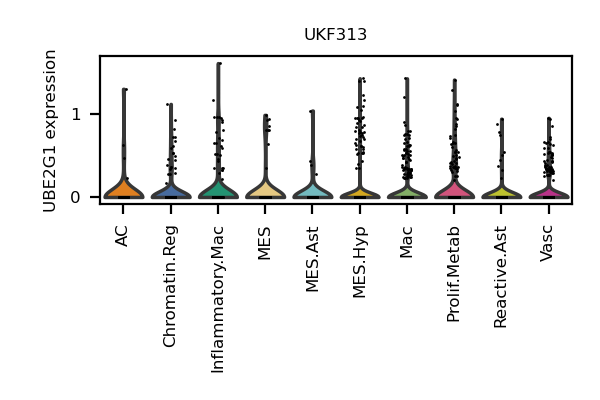 UKF313
UBE2G1 expression
1
0
AC
Chromatin.Reg
Inflammatory.Mac
MES
MES.Ast
MES.Hyp
Mac
Prolif.Metab
Reactive.Ast
Vasc